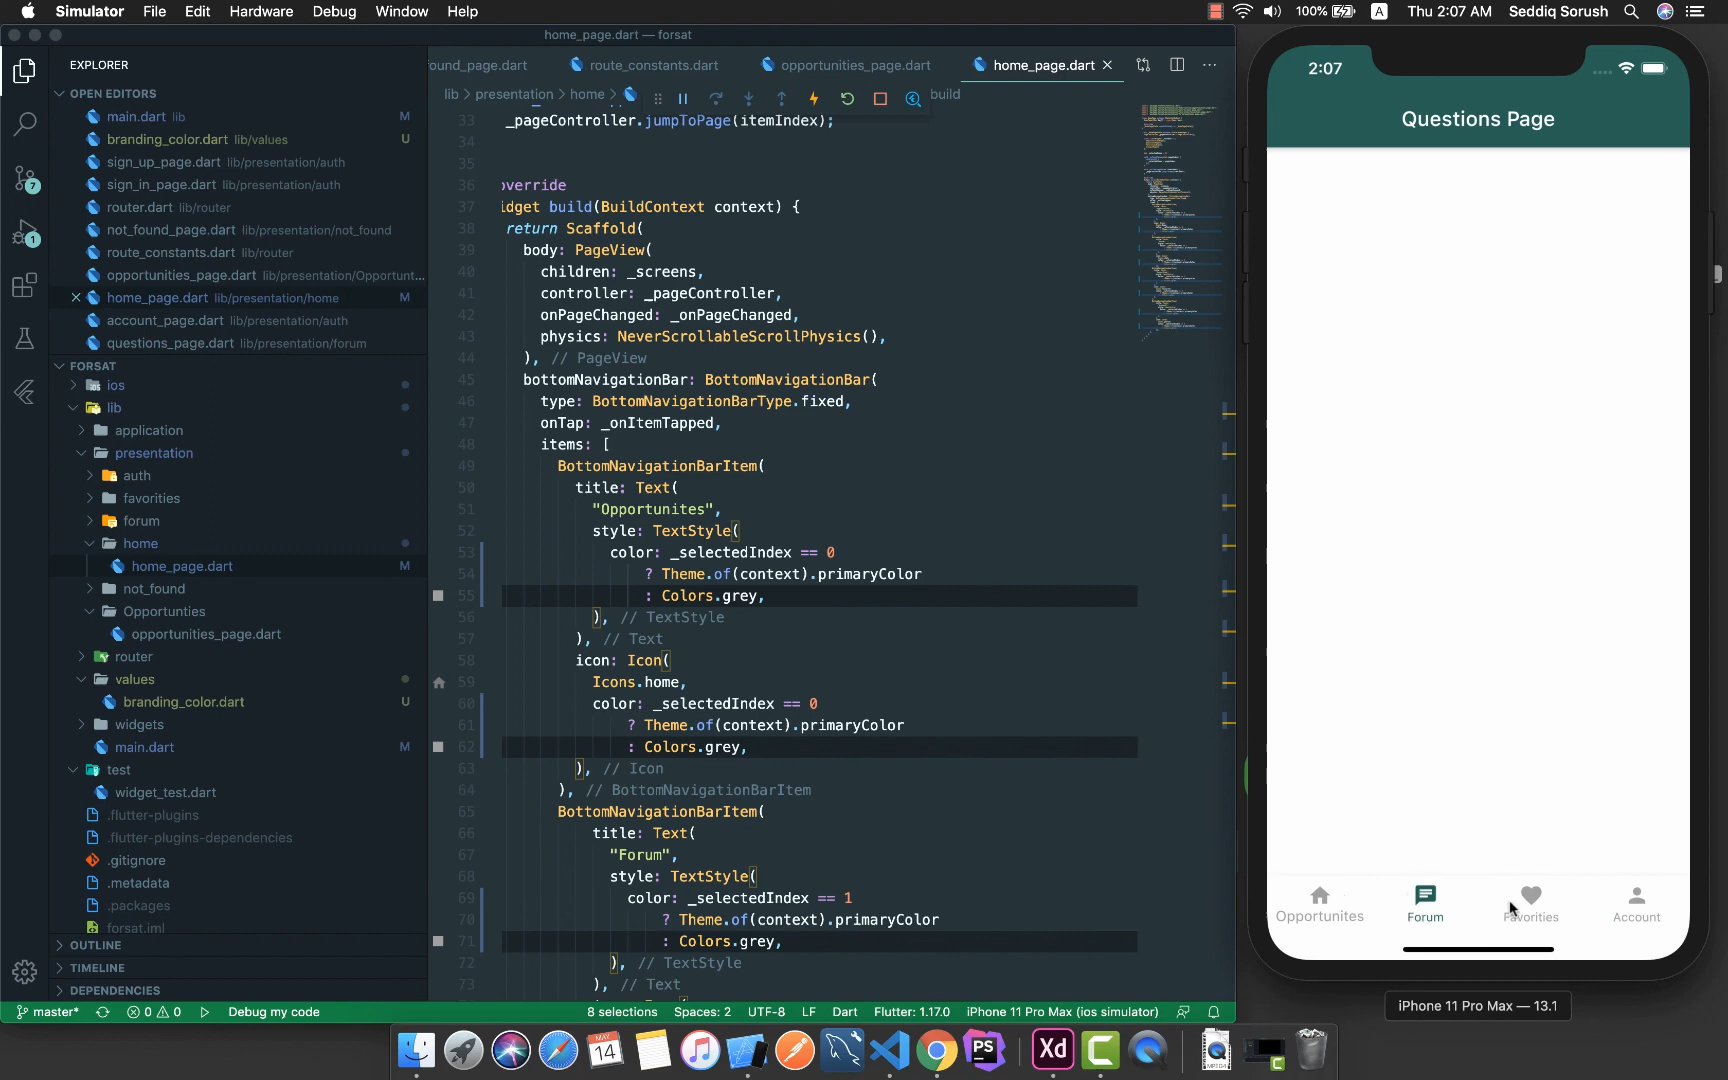 Simulator File Edit Hardware Debug Window Help 100% A Thu 2:07 AM Seddiq Sorush
home_page.dart — forsat
EXPLORER
OPEN EDITORS
main.dart lib M
branding_color.dart lib/values U
sign_up_page.dart lib/presentation/auth
sign_in_page.dart lib/presentation/auth
router.dart lib/router
not_found_page.dart lib/presentation/not_found
route_constants.dart lib/router
opportunities_page.dart lib/presentation/Opportunt...
home_page.dart lib/presentation/home M
account_page.dart lib/presentation/auth
questions_page.dart lib/presentation/forum
FORSAT
ios
lib
application
presentation
auth
favorities
forum
home
home_page.dart M
not_found
Opportunties
opportunities_page.dart
router
values
branding_color.dart U
widgets
main.dart M
test
widget_test.dart
.flutter-plugins
.flutter-plugins-dependencies
.gitignore
.metadata
.packages
forsat.iml
OUTLINE
TIMELINE
DEPENDENCIES
7
1
ound_page.dart route_constants.dart opportunities_page.dart home_page.dart
lib > presentation > home > build
33 _pageController.jumpToPage(itemIndex);
34
35
36 override
37 idget build(BuildContext context) {
38 return Scaffold(
39 body: PageView(
40 children: _screens,
41 controller: _pageController,
42 onPageChanged: _onPageChanged,
43 physics: NeverScrollableScrollPhysics(),
44 ), // PageView
45 bottomNavigationBar: BottomNavigationBar(
46 type: BottomNavigationBarType.fixed,
47 onTap: _onItemTapped,
48 items: [
49 BottomNavigationBarItem(
50 title: Text(
51 "Opportunites",
52 style: TextStyle(
53 color: _selectedIndex == 0
54 ? Theme.of(context).primaryColor
55 : Colors.grey,
56 ), // TextStyle
57 ), // Text
58 icon: Icon(
59 Icons.home,
60 color: _selectedIndex == 0
61 ? Theme.of(context).primaryColor
62 : Colors.grey,
63 ), // Icon
64 ), // BottomNavigationBarItem
65 BottomNavigationBarItem(
66 title: Text(
67 "Forum",
68 style: TextStyle(
69 color: _selectedIndex == 1
70 ? Theme.of(context).primaryColor
71 : Colors.grey,
72 ), // TextStyle
73 ), // Text
master* 0 0 Debug my code 8 selections Spaces: 2 UTF-8 LF Dart Flutter: 1.17.0 iPhone 11 Pro Max (ios simulator)
2:07
Questions Page
Opportunites Forum Favorities Account
iPhone 11 Pro Max — 13.1
MAY 14 PS Xd C